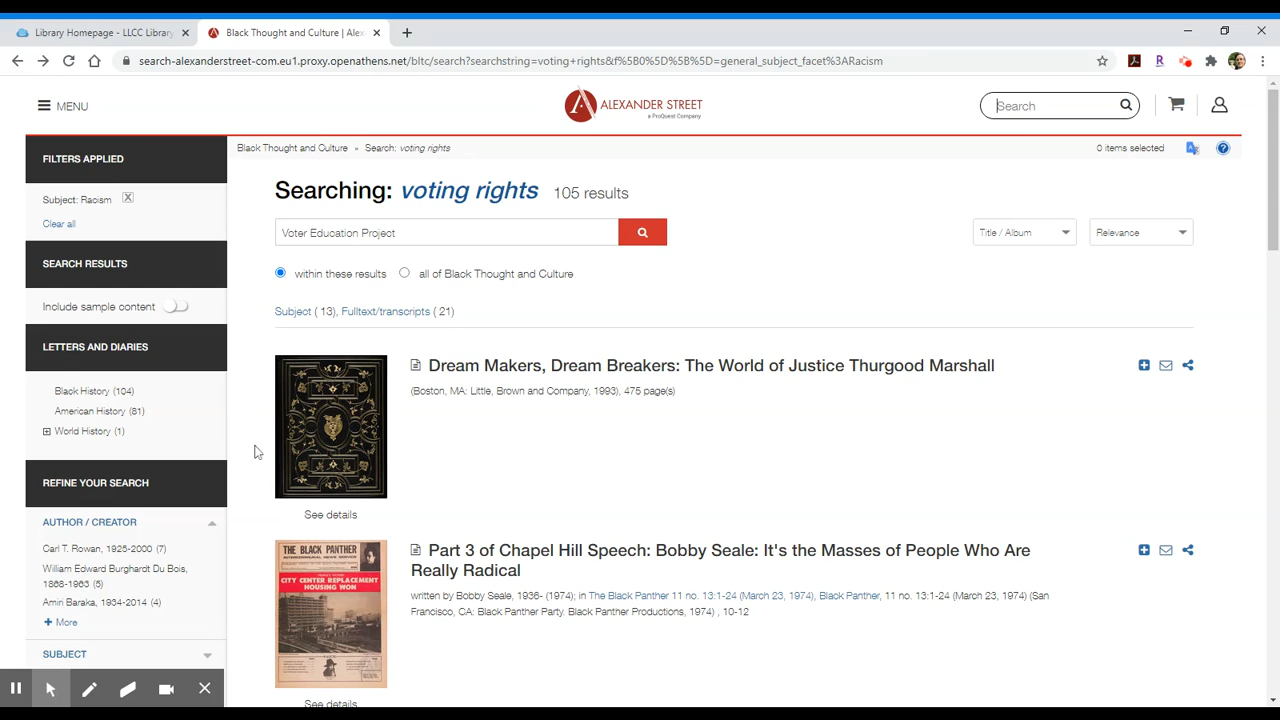 Library Homepage - LLCC Library
Black Thought and Culture | Alex
search-alexanderstreet-com.eu1.proxy.openathens.net/bltc/search?searchstring=voting+rights&f%5B0%5D%5B%5D=general_subject_facet%3ARacism
MENU
ALEXANDER STREET
a ProQuest Company
Search
FILTERS APPLIED
Subject: Racism X
Clear all
SEARCH RESULTS
Include sample content
LETTERS AND DIARIES
Black History (104)
American History (81)
World History (1)
REFINE YOUR SEARCH
AUTHOR / CREATOR
Carl T. Rowan, 1925-2000 (7)
William Edward Burghardt Du Bois,
1868-1963 (5)
Amiri Baraka, 1934-2014 (4)
+ More
SUBJECT
Black Thought and Culture » Search: voting rights
0 items selected
Searching: voting rights 105 results
Voter Education Project
Title / Album
Relevance
within these results
all of Black Thought and Culture
Subject ( 13), Fulltext/transcripts ( 21)
Dream Makers, Dream Breakers: The World of Justice Thurgood Marshall
(Boston, MA: Little, Brown and Company, 1993), 475 page(s)
See details
THE BLACK PANTHER
INTERCOMMUNAL NEWS SERVICE
CITY CENTER REPLACEMENT
HOUSING WON
Part 3 of Chapel Hill Speech: Bobby Seale: It's the Masses of People Who Are
Really Radical
written by Bobby Seale, 1936- (1974); in The Black Panther 11 no. 13:1-24 (March 23, 1974), Black Panther, 11 no. 13:1-24 (March 23, 1974) (San
Francisco, CA: Black Panther Party. Black Panther Productions, 1974) , 10-12
See details